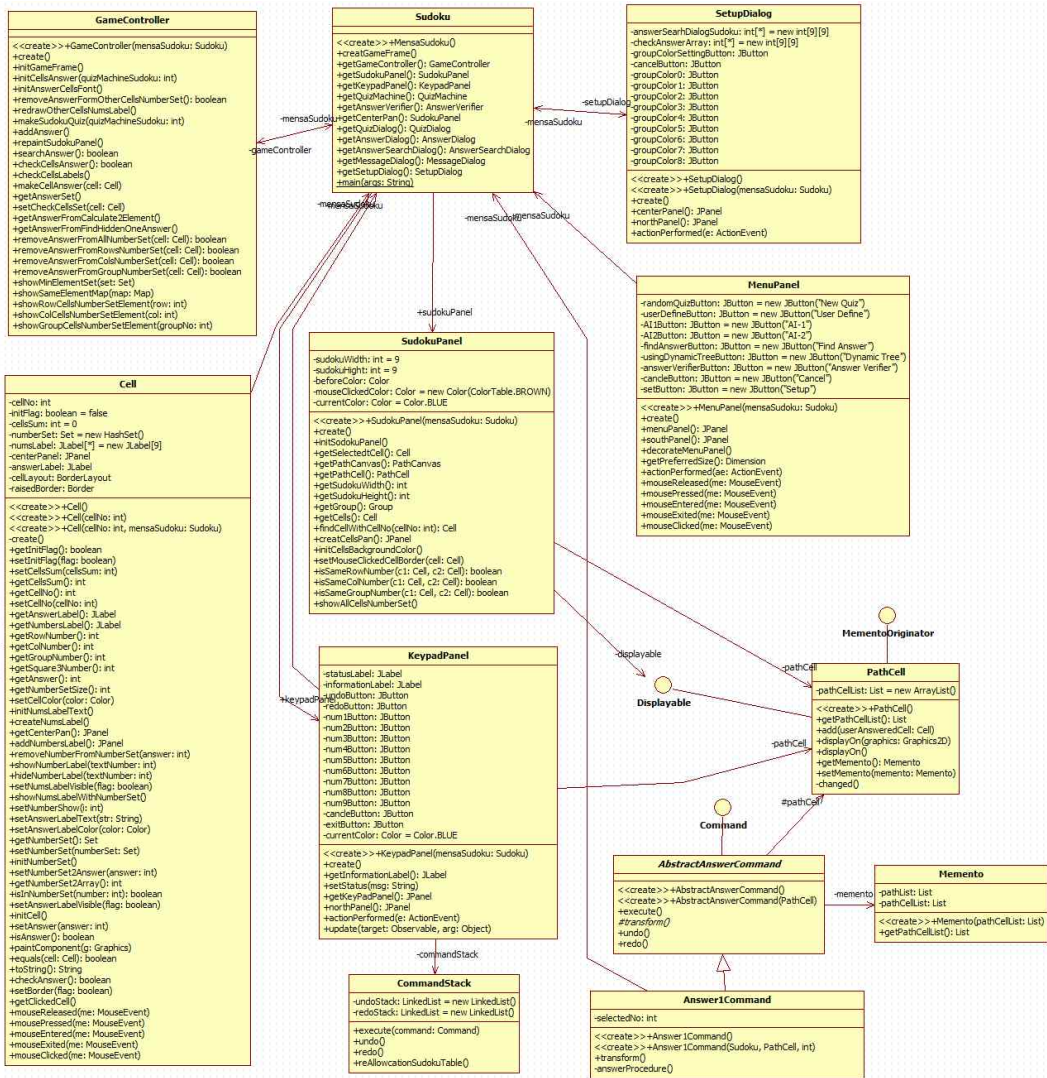 GameController
<<create>>+GameController(mensaSudoku: Sudoku)
+create()
+initGameFrame()
+initCellsAnswer(quizMachineSudoku: int)
+initAnswerCellsFont()
+removeAnswerFormOtherCellsNumberSet(): boolean
+redrawOtherCellsNumsLabel()
+makeSudokuQuiz(quizMachineSudoku: int)
+addAnswer()
+repaintSudokuPanel()
+searchAnswer(): boolean
+checkCellsAnswer(): boolean
+checkCellsLabels()
+makeCellAnswer(cell: Cell)
+getAnswerSet()
+setCheckCellsSet(cell: Cell)
+getAnswerFromCalculate2Element()
+getAnswerFromFindHiddenOneAnswer()
+removeAnswerFromAllNumberSet(cell: Cell): boolean
+removeAnswerFromRowsNumberSet(cell: Cell): boolean
+removeAnswerFromColsNumberSet(cell: Cell): boolean
+removeAnswerFromGroupNumberSet(cell: Cell): boolean
+showMinElementSet(set: Set)
+showSameElementMap(map: Map)
+showRowCellsNumberSetElement(row: int)
+showColCellsNumberSetElement(col: int)
+showGroupCellsNumberSetElement(groupNo: int)
Sudoku
<<create>>+MensaSudoku()
+creatGameFrame()
+getGameController(): GameController
+getSudokuPanel(): SudokuPanel
+getKeypadPanel(): KeypadPanel
+getQuizMachine(): QuizMachine
+getAnswerVerifier(): AnswerVerifier
+getCenterPan(): SudokuPanel
+getQuizDialog(): QuizDialog
+getAnswerDialog(): AnswerDialog
+getAnswerSearchDialog(): AnswerSearchDialog
+getMessageDialog(): MessageDialog
+getSetupDialog(): SetupDialog
+main(args: String)
SetupDialog
-answerSearhDialogSudoku: int[*] = new int[9][9]
-checkAnswerArray: int[*] = new int[9][9]
-groupColorSettingButton: JButton
-cancelButton: JButton
-groupColor0: JButton
-groupColor1: JButton
-groupColor2: JButton
-groupColor3: JButton
-groupColor4: JButton
-groupColor5: JButton
-groupColor6: JButton
-groupColor7: JButton
-groupColor8: JButton
<<create>>+SetupDialog()
<<create>>+SetupDialog(mensaSudoku: Sudoku)
+create()
+centerPanel(): JPanel
+northPanel(): JPanel
+actionPerformed(e: ActionEvent)
-mensaSudoku
-gameController
-setupDialog
-mensaSudoku
-mensaSudoku
-mensaSudoku
-mensaSudoku
-mensaSudoku
+sudokuPanel
MenuPanel
-randomQuizButton: JButton = new JButton("New Quiz")
-userDefineButton: JButton = new JButton("User Define")
-AI1Button: JButton = new JButton("AI-1")
-AI2Button: JButton = new JButton("AI-2")
-findAnswerButton: JButton = new JButton("Find Answer")
-usingDynamicTreeButton: JButton = new JButton("Dynamic Tree")
-answerVerifierButton: JButton = new JButton("Answer Verifier")
-cancleButton: JButton = new JButton("Cancel")
-setButton: JButton = new JButton("Setup")
<<create>>+MenuPanel(mensaSudoku: Sudoku)
+create()
+menuPanel(): JPanel
+southPanel(): JPanel
+decorateMenuPanel()
+getPreferredSize(): Dimension
+actionPerformed(ae: ActionEvent)
+mouseReleased(me: MouseEvent)
+mousePressed(me: MouseEvent)
+mouseEntered(me: MouseEvent)
+mouseExited(me: MouseEvent)
+mouseClicked(me: MouseEvent)
SudokuPanel
-sudokuWidth: int = 9
-sudokuHight: int = 9
-beforeColor: Color
-mouseClickedColor: Color = new Color(ColorTable.BROWN)
-currentColor: Color = Color.BLUE
<<create>>+SudokuPanel(mensaSudoku: Sudoku)
+create()
+initSodokuPanel()
+getSelectedtCell(): Cell
+getPathCanvas(): PathCanvas
+getPathCell(): PathCell
+getSudokuWidth(): int
+getSudokuHeight(): int
+getGroup(): Group
+getCells(): Cell
+findCellWithCellNo(cellNo: int): Cell
+creatCellsPan(): JPanel
+initCellsBackgroundColor()
+setMouseClickedCellBorder(cell: Cell)
+isSameRowNumber(c1: Cell, c2: Cell): boolean
+isSameColNumber(c1: Cell, c2: Cell): boolean
+isSameGroupNumber(c1: Cell, c2: Cell): boolean
+showAllCellsNumberSet()
Cell
-cellNo: int
-initFlag: boolean = false
-cellsSum: int = 0
-numberSet: Set = new HashSet()
-numsLabel: JLabel[*] = new JLabel[9]
-centerPanel: JPanel
-answerLabel: JLabel
-cellLayout: BorderLayout
-raisedBorder: Border
<<create>>+Cell()
<<create>>+Cell(cellNo: int)
<<create>>+Cell(cellNo: int, mensaSudoku: Sudoku)
-create()
+getInitFlag(): boolean
+setInitFlag(flag: boolean)
+setCellsSum(cellsSum: int)
+getCellsSum(): int
+getCellNo(): int
+setCellNo(cellNo: int)
+getAnswerLabel(): JLabel
+getNumbersLabel(): JLabel
+getRowNumber(): int
+getColNumber(): int
+getGroupNumber(): int
+getSquare3Number(): int
+getAnswer(): int
+getNumberSetSize(): int
+setCellColor(color: Color)
+initNumsLabelText()
+createNumsLabel()
+getCenterPan(): JPanel
+addNumbersLabel(): JPanel
+removeNumberFromNumberSet(answer: int)
+showNumberLabel(textNumber: int)
+hideNumberLabel(textNumber: int)
+setNumsLabelVisible(flag: boolean)
+showNumsLabelWithNumberSet()
+setNumberShow(i: int)
+setAnswerLabelText(str: String)
+setAnswerLabelColor(color: Color)
+getNumberSet(): Set
+setNumberSet(numberSet: Set)
+initNumberSet()
+setNumberSet2Answer(answer: int)
+getNumberSet2Array(): int
+isInNumberSet(number: int): boolean
+setAnswerLabelVisible(flag: boolean)
+initCell()
+setAnswer(answer: int)
+isAnswer(): boolean
+paintComponent(g: Graphics)
+equals(cell: Cell): boolean
+toString(): String
+checkAnswer(): boolean
+setBorder(flag: boolean)
+getClickedCell()
+mouseReleased(me: MouseEvent)
+mousePressed(me: MouseEvent)
+mouseEntered(me: MouseEvent)
+mouseExited(me: MouseEvent)
+mouseClicked(me: MouseEvent)
KeypadPanel
-statusLabel: JLabel
-informationLabel: JLabel
-undoButton: JButton
-redoButton: JButton
-num1Button: JButton
-num2Button: JButton
-num3Button: JButton
-num4Button: JButton
-num5Button: JButton
-num6Button: JButton
-num7Button: JButton
-num8Button: JButton
-num9Button: JButton
-cancleButton: JButton
-exitButton: JButton
-currentColor: Color = Color.BLUE
<<create>>+KeypadPanel(mensaSudoku: Sudoku)
+create()
+getInformationLabel(): JLabel
+setStatus(msg: String)
+getKeyPadPanel(): JPanel
+northPanel(): JPanel
+actionPerformed(e: ActionEvent)
+update(target: Observable, arg: Object)
+keypadPanel
-displayable
Displayable
-pathCell
-pathCell
#pathCell
MementoOriginator
PathCell
-pathCellList: List = new ArrayList()
<<create>>+PathCell()
+getPathCellList(): List
+add(userAnsweredCell: Cell)
+displayOn(graphics: Graphics2D)
+displayOn()
+getMemento(): Memento
+setMemento(memento: Memento)
-changed()
Command
AbstractAnswerCommand
<<create>>+AbstractAnswerCommand()
<<create>>+AbstractAnswerCommand(PathCell)
+execute()
#transform()
+undo()
+redo()
-memento
Memento
-pathList: List
-pathCellList: List
<<create>>+Memento(pathCellList: List)
+getPathCellList(): List
-commandStack
CommandStack
-undoStack: LinkedList = new LinkedList()
-redoStack: LinkedList = new LinkedList()
+execute(command: Command)
+undo()
+redo()
+reAllowcationSudokuTable()
Answer1Command
-selectedNo: int
<<create>>+Answer1Command()
<<create>>+Answer1Command(Sudoku, PathCell, int)
+transform()
-answerProcedure()